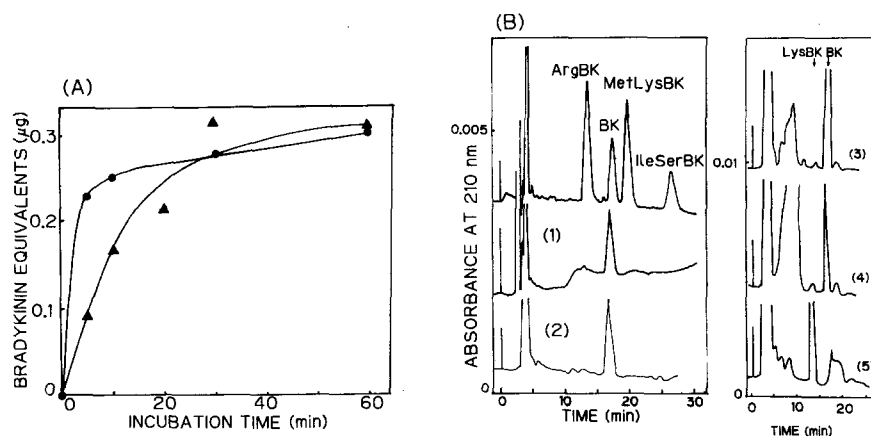 (A)
BRADYKININ EQUIVALENTS (µg)
0.3
0.2
0.1
0
0 20 40 60
INCUBATION TIME (min)
(B)
ABSORBANCE AT 210 nm
0.005
0
ArgBK
MetLysBK
BK
IleSerBK
(1)
(2)
0 10 20 30
TIME (min)
LysBK BK
0.01
0
(3)
(4)
(5)
0 10 20
TIME (min)